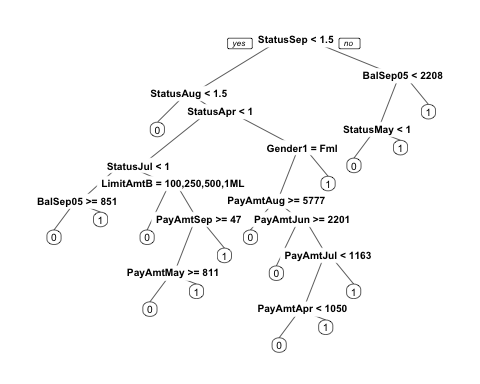 yes StatusSep < 1.5 no
BalSep05 < 2208
StatusAug < 1.5
1
StatusApr < 1
0
StatusMay < 1
Gender1 = Fml
1
0
StatusJul < 1
LimitAmtB = 100,250,500,1ML
1
BalSep05 >= 851
PayAmtAug >= 5777
1
PayAmtSep >= 47
PayAmtJun >= 2201
0
0
0
1
PayAmtJul < 1163
PayAmtMay >= 811
0
1
1
0
PayAmtApr < 1050
1
0